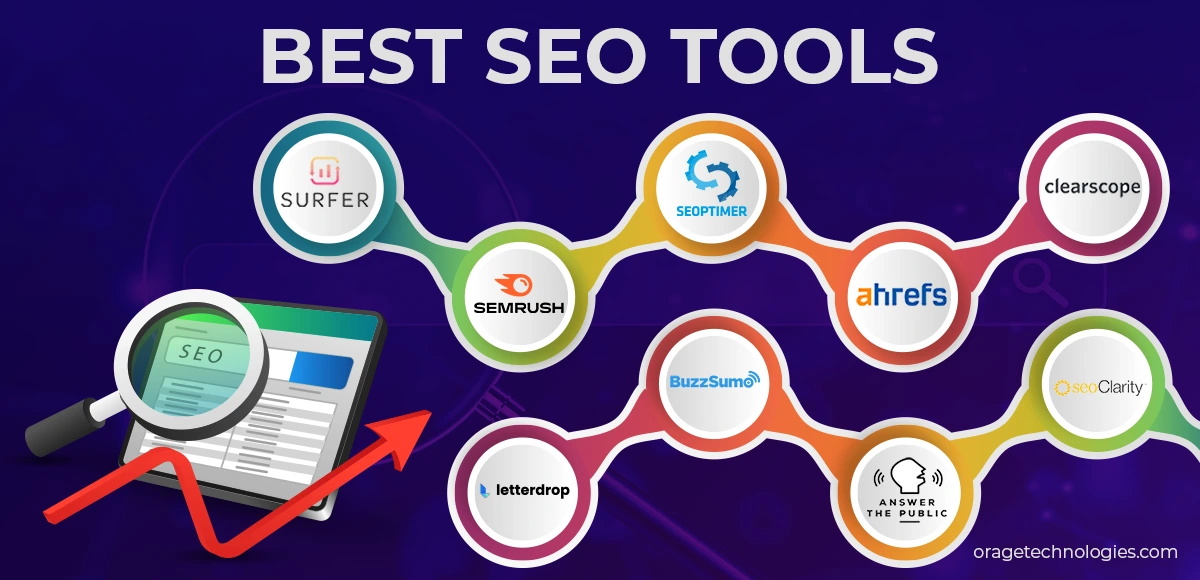 BEST SEO TOOLS
SURFER
SEMRUSH
SEOPTIMER
ahrefs
clearscope
SEO
letterdrop
BuzzSumo
ANSWER
THE PUBLIC
seoClarity
oragetechnologies.com